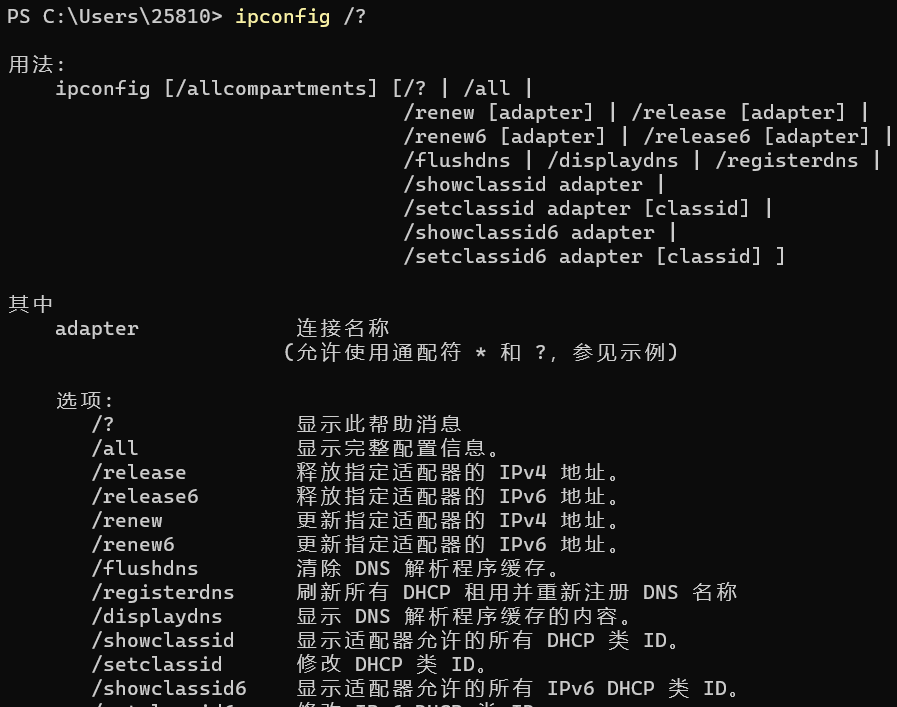 PS C:\Users\25810> ipconfig /?
用法:
ipconfig [/allcompartments] [/? | /all |
/renew [adapter] | /release [adapter] |
/renew6 [adapter] | /release6 [adapter] |
/flushdns | /displaydns | /registerdns |
/showclassid adapter |
/setclassid adapter [classid] |
/showclassid6 adapter |
/setclassid6 adapter [classid] ]
其中
adapter 连接名称
(允许使用通配符 * 和 ?, 参见示例)
选项:
/? 显示此帮助消息
/all 显示完整配置信息。
/release 释放指定适配器的 IPv4 地址。
/release6 释放指定适配器的 IPv6 地址。
/renew 更新指定适配器的 IPv4 地址。
/renew6 更新指定适配器的 IPv6 地址。
/flushdns 清除 DNS 解析程序缓存。
/registerdns 刷新所有 DHCP 租用并重新注册 DNS 名称
/displaydns 显示 DNS 解析程序缓存的内容。
/showclassid 显示适配器允许的所有 DHCP 类 ID。
/setclassid 修改 DHCP 类 ID。
/showclassid6 显示适配器允许的所有 IPv6 DHCP 类 ID。